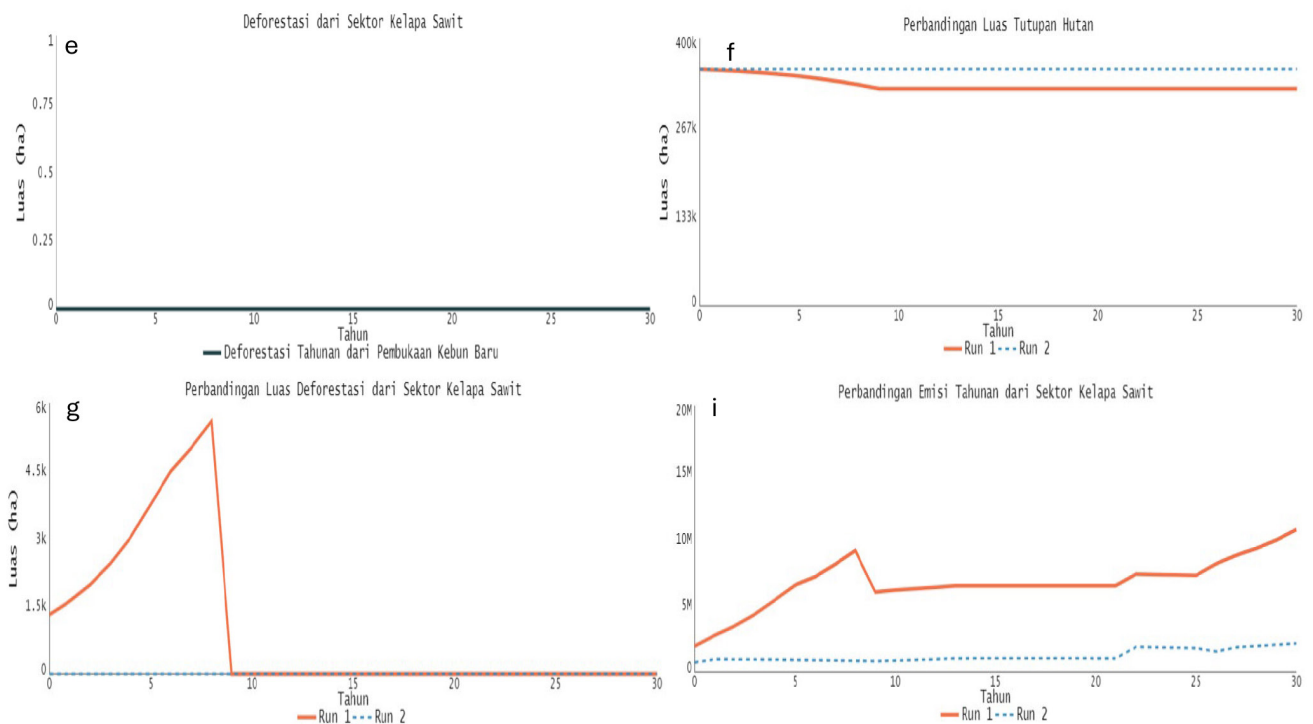 Deforestasi dari Sektor Kelapa Sawit
e
1
0.75
0.5
0.25
0
Luas (ha)
0 5 10 15 20 25 30
Tahun
Deforestasi Tahunan dari Pembukaan Kebun Baru
Perbandingan Luas Tutupan Hutan
f
400k
267k
133k
0
Luas (ha)
0 5 10 15 20 25 30
Tahun
Run 1 Run 2
Perbandingan Luas Deforestasi dari Sektor Kelapa Sawit
g
6k
4.5k
3k
1.5k
0
Luas (ha)
0 5 10 15 20 25 30
Tahun
Run 1 Run 2
Perbandingan Emisi Tahunan dari Sektor Kelapa Sawit
i
20M
15M
10M
5M
0
0 5 10 15 20 25 30
Tahun
Run 1 Run 2